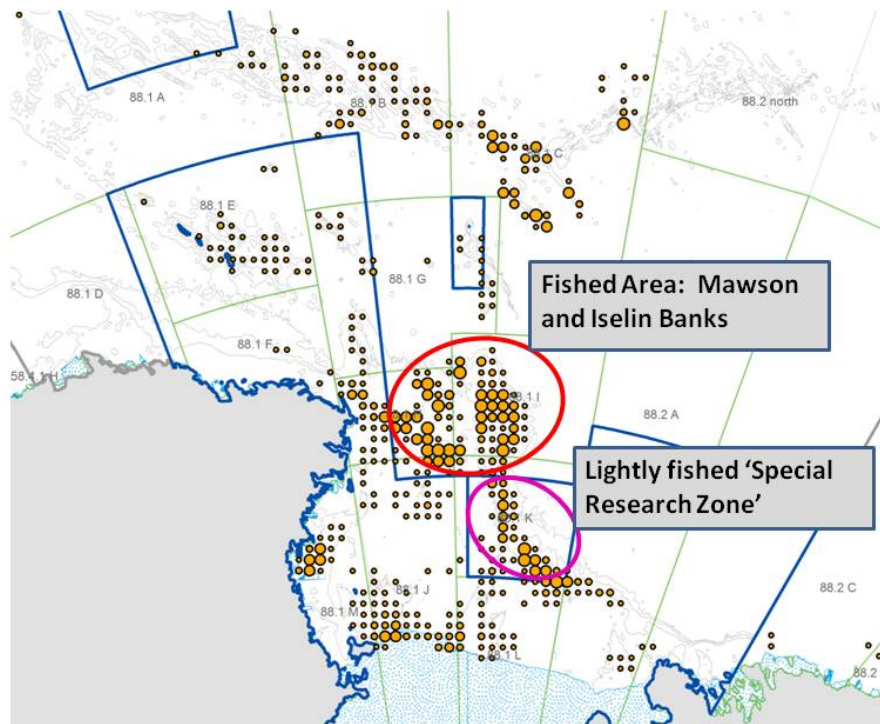 88.1 A
88.1 B
88.2 north
88.1 C
88.1 E
88.1 G
88.1 D
Fished Area: Mawson
and Iselin Banks
88.1 F
58.4.1 H
88.1 I
88.2 A
Lightly fished ‘Special
Research Zone’
88.1 K
88.2 C
88.1 J
88.1 M
88.1 L
88.2